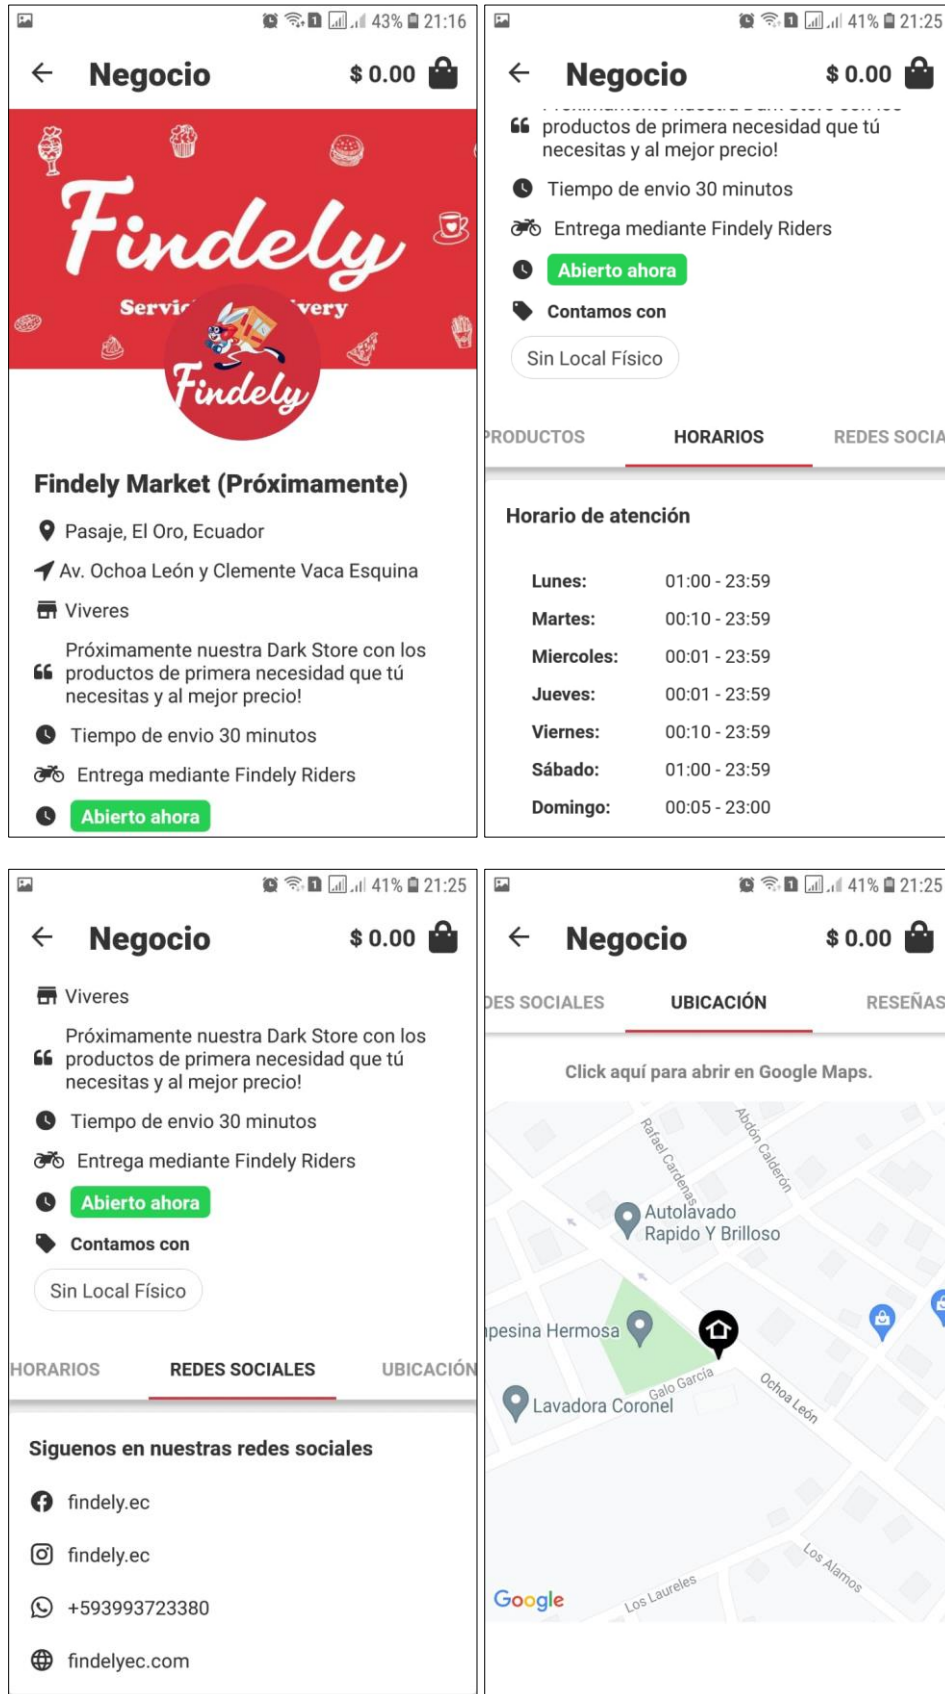 43% 21:16
Negocio $ 0.00
Findely
Servic very
Findely
Findely Market (Próximamente)
Pasaje, El Oro, Ecuador
Av. Ochoa León y Clemente Vaca Esquina
Viveres
Próximamente nuestra Dark Store con los
productos de primera necesidad que tú
necesitas y al mejor precio!
Tiempo de envio 30 minutos
Entrega mediante Findely Riders
Abierto ahora
41% 21:25
Negocio $ 0.00
productos de primera necesidad que tú
necesitas y al mejor precio!
Tiempo de envio 30 minutos
Entrega mediante Findely Riders
Abierto ahora
Contamos con
Sin Local Físico
PRODUCTOS HORARIOS REDES SOCIA
Horario de atención
Lunes: 01:00 - 23:59
Martes: 00:10 - 23:59
Miercoles: 00:01 - 23:59
Jueves: 00:01 - 23:59
Viernes: 00:10 - 23:59
Sábado: 01:00 - 23:59
Domingo: 00:05 - 23:00
41% 21:25
Negocio $ 0.00
Viveres
Próximamente nuestra Dark Store con los
productos de primera necesidad que tú
necesitas y al mejor precio!
Tiempo de envio 30 minutos
Entrega mediante Findely Riders
Abierto ahora
Contamos con
Sin Local Físico
HORARIOS REDES SOCIALES UBICACIÓN
Siguenos en nuestras redes sociales
findely.ec
findely.ec
+593993723380
findelyec.com
41% 21:25
Negocio $ 0.00
DES SOCIALES UBICACIÓN RESEÑAS
Click aquí para abrir en Google Maps.
Rafael Cardenas
Abdón Calderón
Autolavado
Rapido Y Brilloso
pesina Hermosa
Galo García
Lavadora Coronel
Ochoa León
Los Alamos
Los Laureles
Google